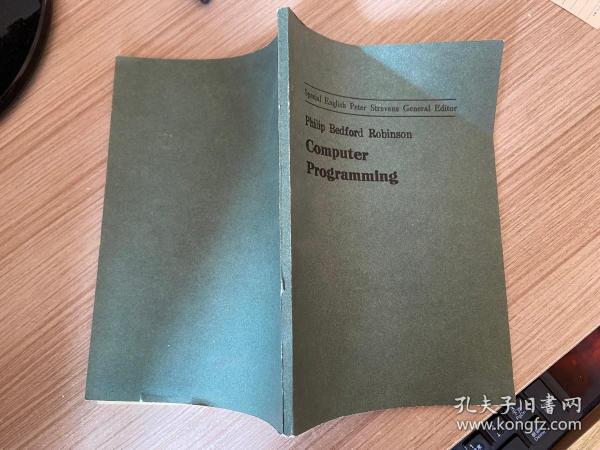 Special English Peter Strevens General Editor
Philip Bedford Robinson
Computer
Programming
孔夫子旧书网
www.kongfz.com